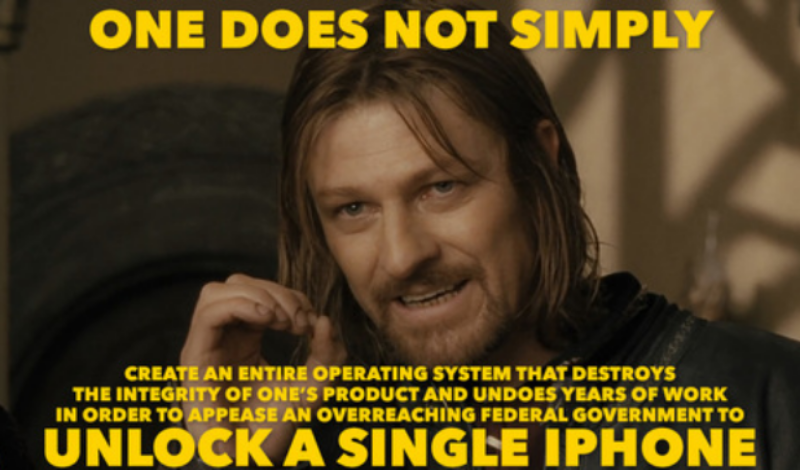 ONE DOES NOT SIMPLY
CREATE AN ENTIRE OPERATING SYSTEM THAT DESTROYS
THE INTEGRITY OF ONE'S PRODUCT AND UNDOES YEARS OF WORK
IN ORDER TO APPEASE AN OVERREACHING FEDERAL GOVERNMENT TO
UNLOCK A SINGLE IPHONE